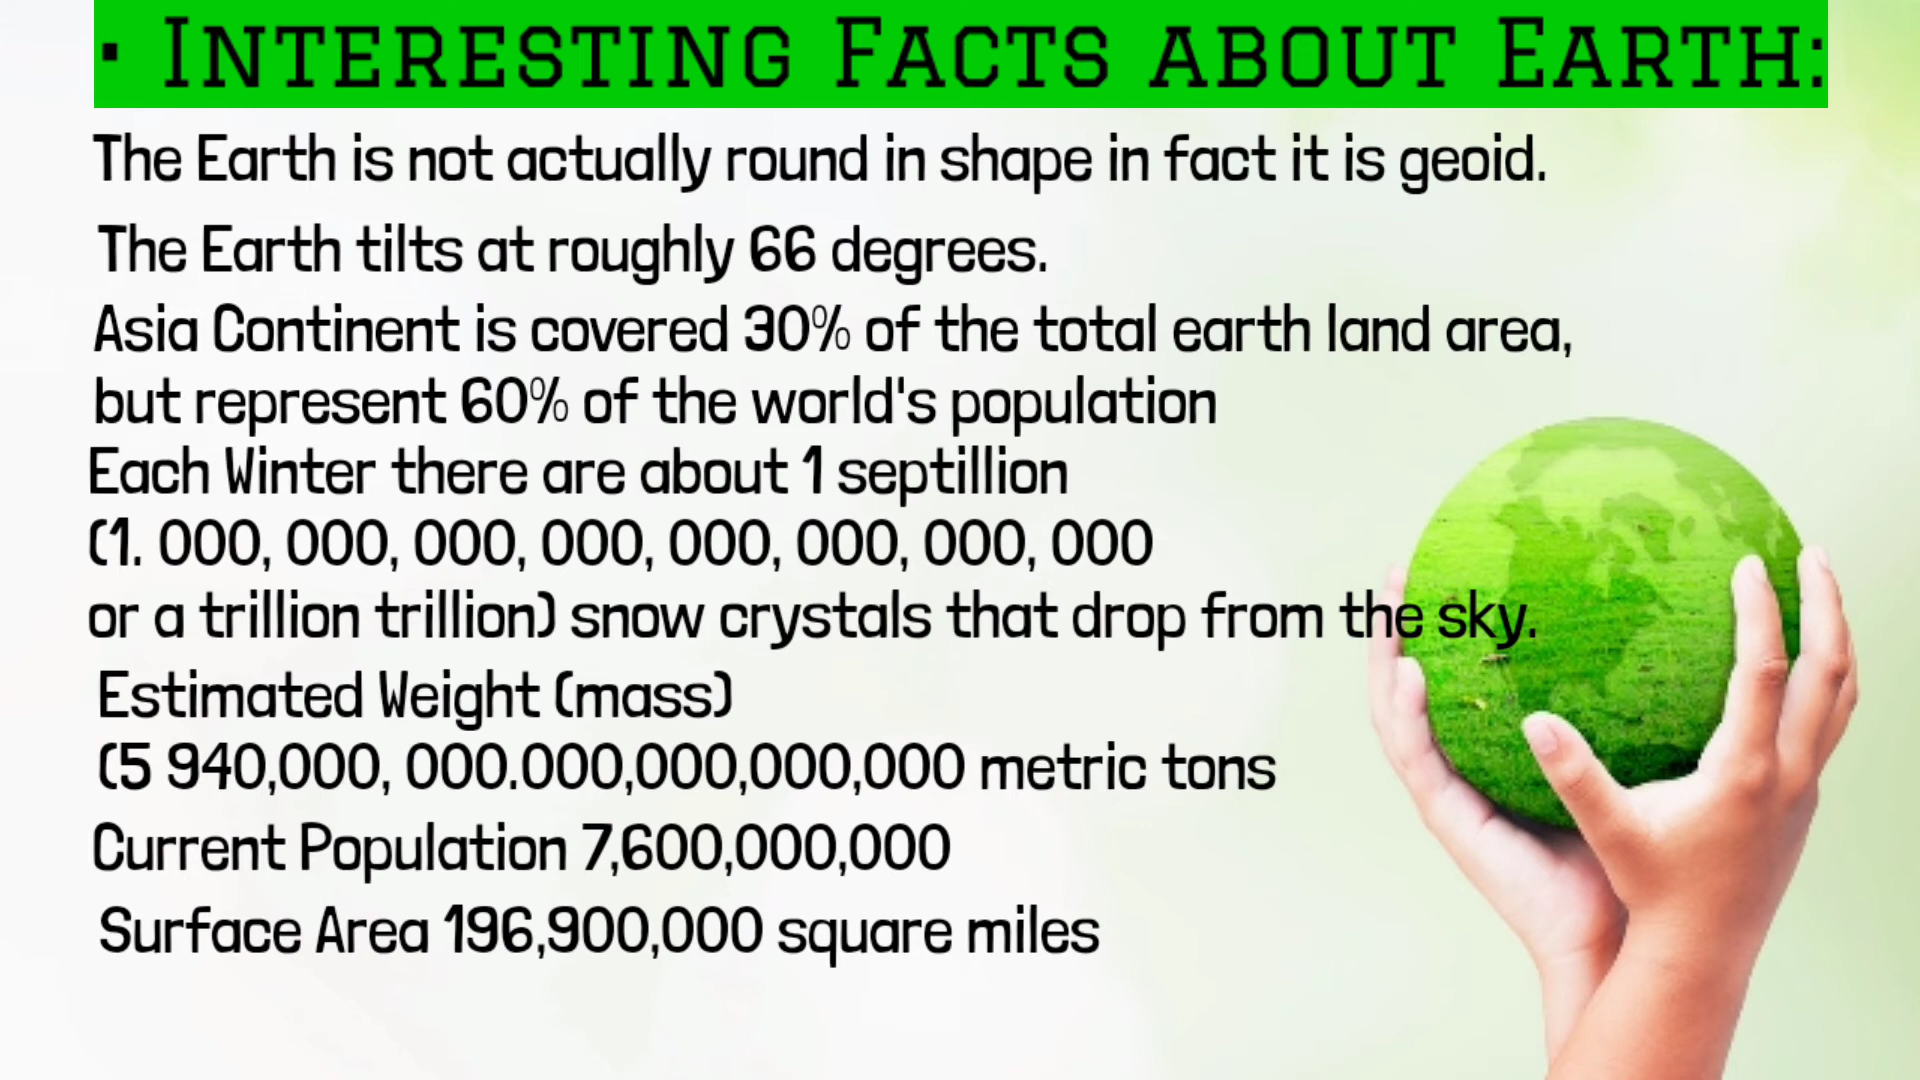 • Interesting Facts about Earth:
The Earth is not actually round in shape in fact it is geoid.
The Earth tilts at roughly 66 degrees.
Asia Continent is covered 30% of the total earth land area,
but represent 60% of the world's population
Each Winter there are about 1 septillion
(1. 000, 000, 000, 000, 000, 000, 000, 000
or a trillion trillion) snow crystals that drop from the sky.
Estimated Weight (mass)
(5 940,000, 000.000,000,000,000 metric tons
Current Population 7,600,000,000
Surface Area 196,900,000 square miles